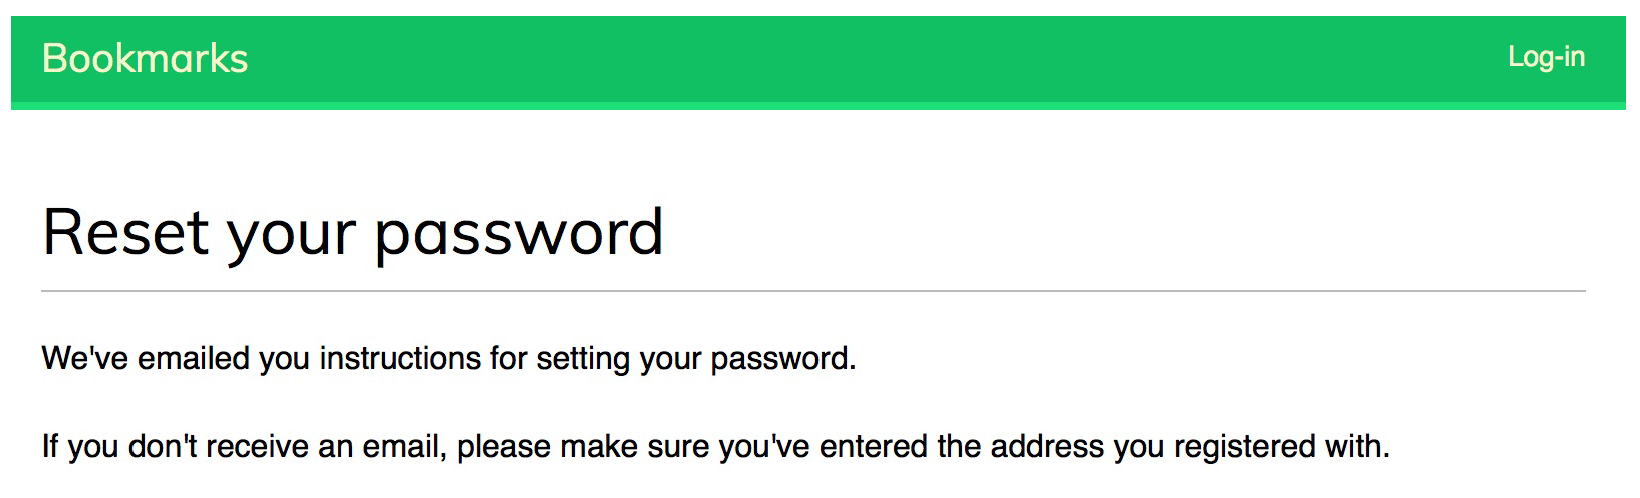 Bookmarks
Log-in
Reset your password
We've emailed you instructions for setting your password.
If you don't receive an email, please make sure you've entered the address you registered with.